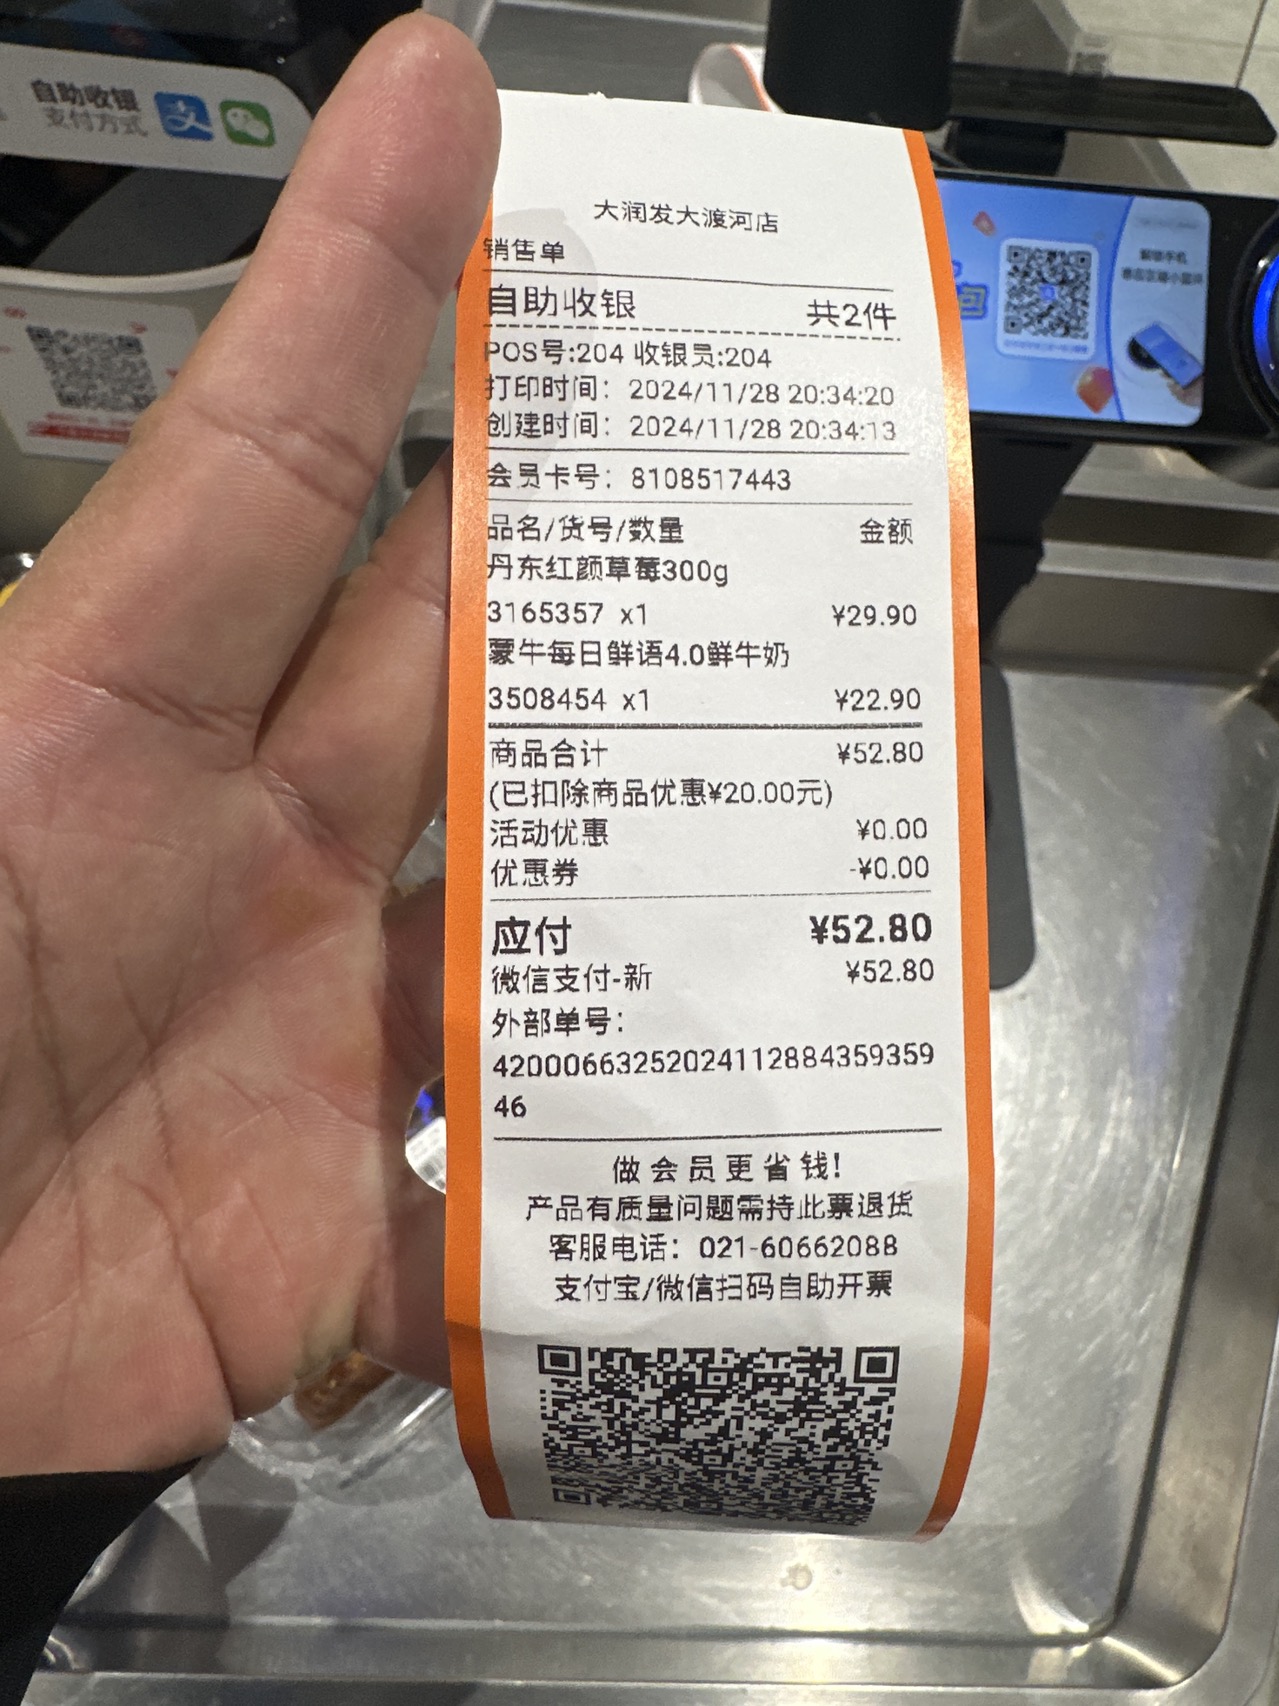 自助收银
支付方式
大润发大渡河店
销售单
自助收银 共2件
POS号:204 收银员:204
打印时间: 2024/11/28 20:34:20
创建时间: 2024/11/28 20:34:13
会员卡号: 8108517443
品名/货号/数量 金额
丹东红颜草莓300g
3165357 x1 ¥29.90
蒙牛每日鲜语4.0鲜牛奶
3508454 x1 ¥22.90
商品合计 ¥52.80
(已扣除商品优惠¥20.00元)
活动优惠 ¥0.00
优惠券 -¥0.00
应付 ¥52.80
微信支付-新 ¥52.80
外部单号:
42000663252024112884359359
46
做会员更省钱!
产品有质量问题需持此票退货
客服电话: 021-60662088
支付宝/微信扫码自助开票